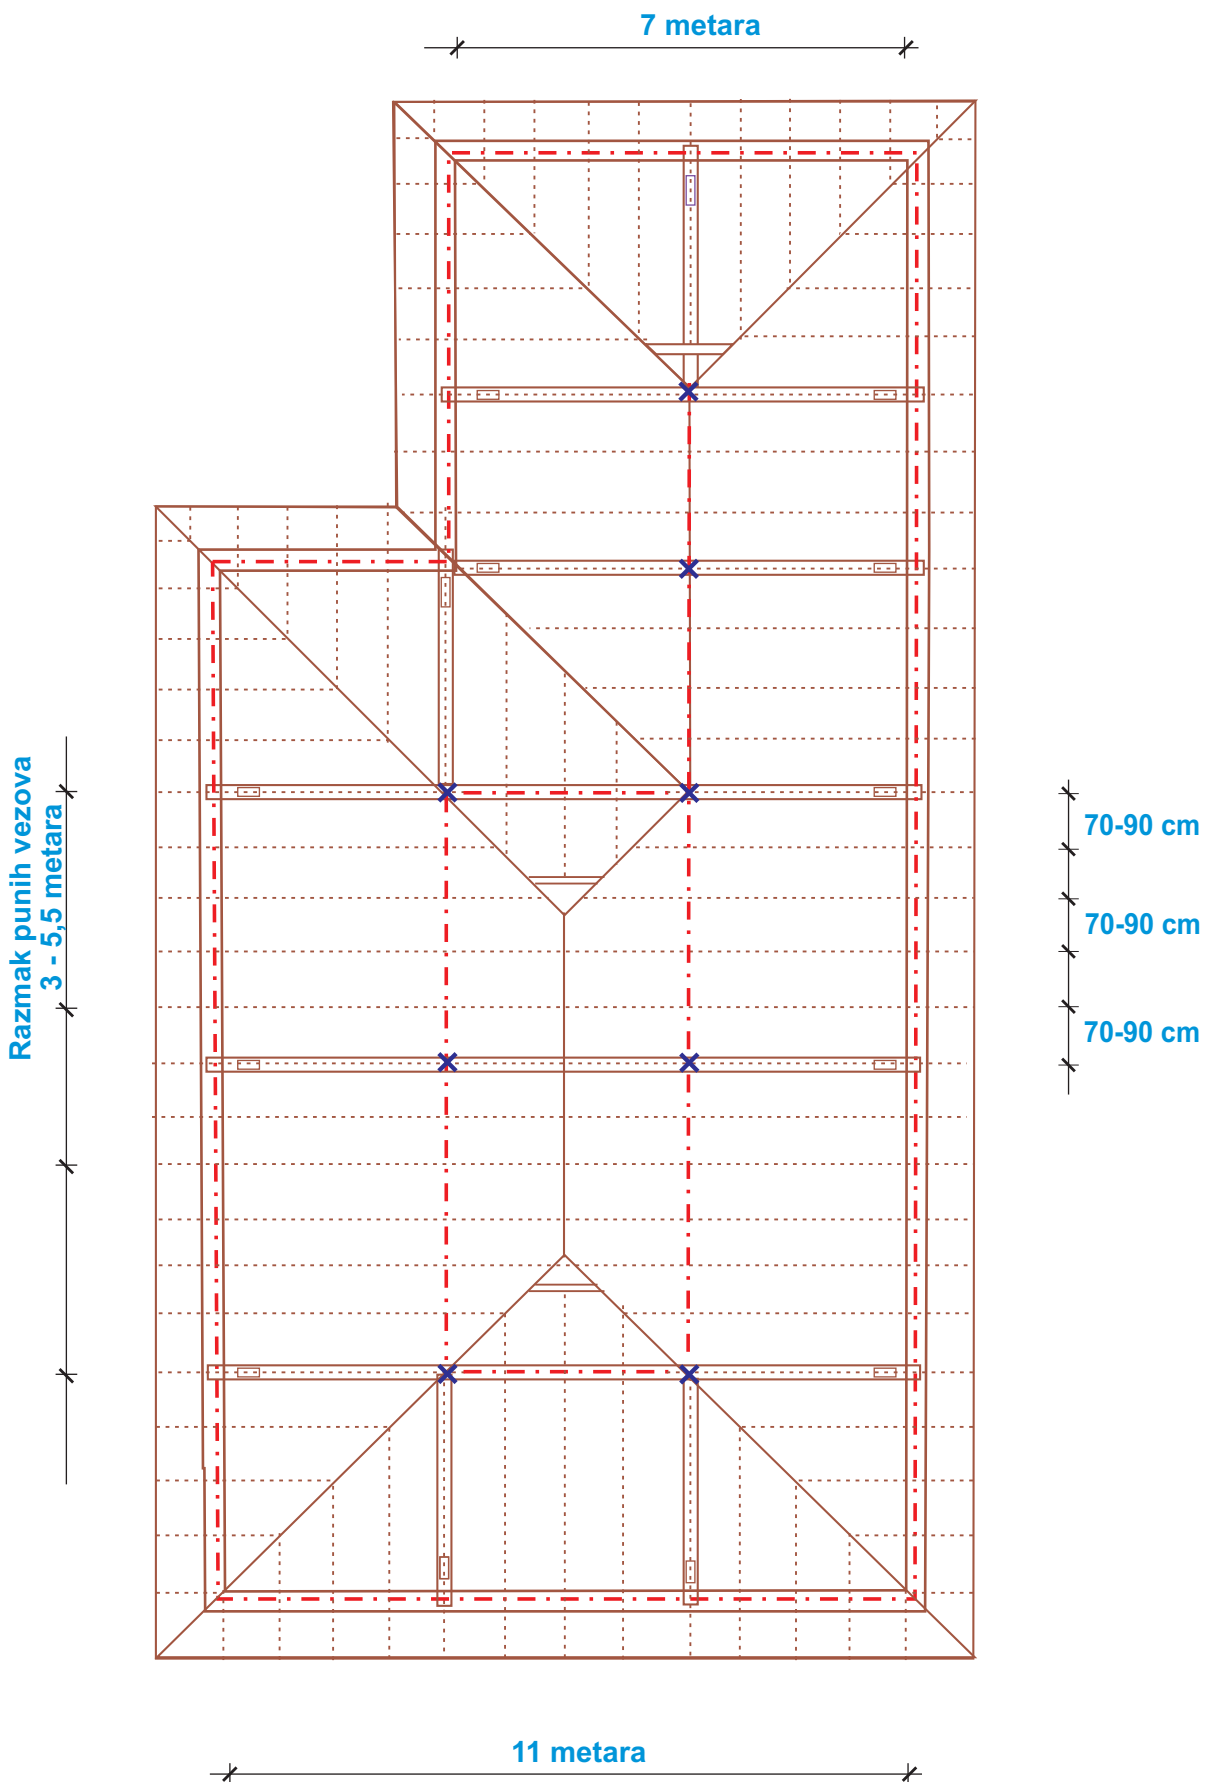 7 metara
Razmak punih vezova
3 - 5,5 metara
70-90 cm
70-90 cm
70-90 cm
11 metara